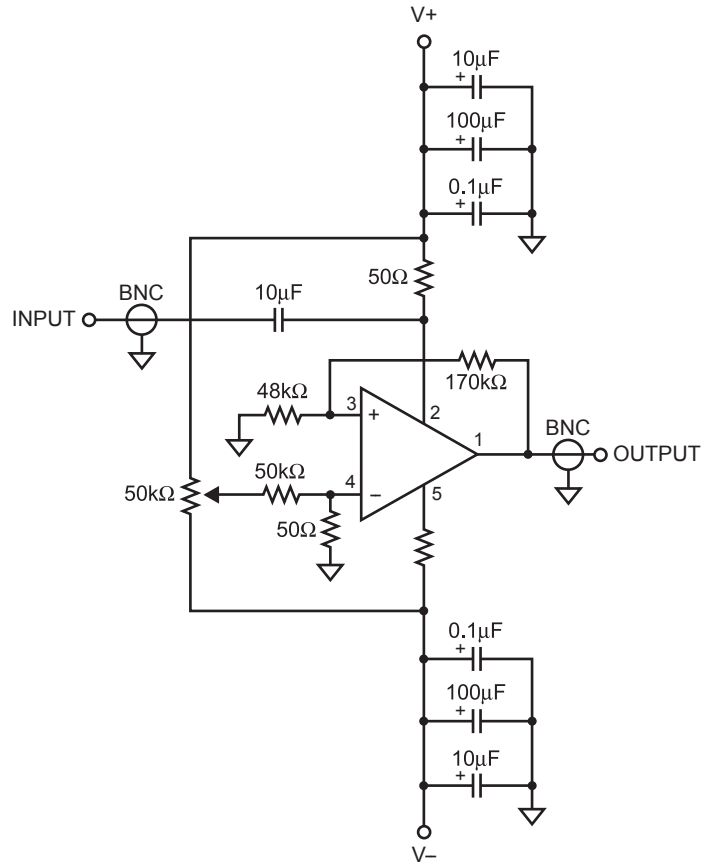 V+
10μF
+
100μF
+
0.1μF
+
50Ω
BNC
10μF
INPUT
170kΩ
48kΩ
3
+
2
BNC
1
OUTPUT
50kΩ
4
−
50kΩ
5
50Ω
0.1μF
+
100μF
+
10μF
+
V–